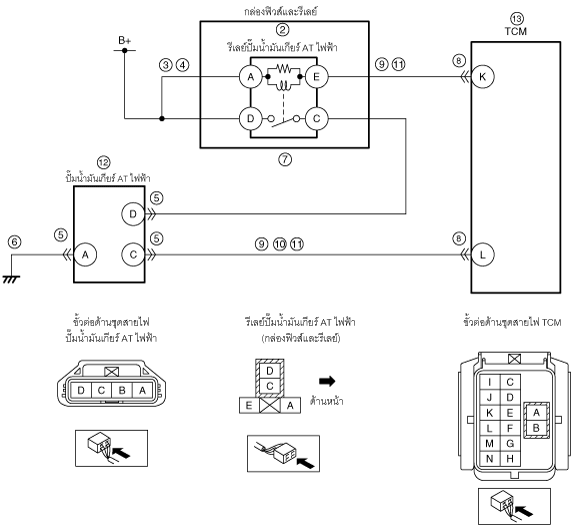 กล่องฟิวส์และรีเลย์
②
⑬
TCM
B+
รีเลย์ปั๊มน้ำมันเกียร์ AT ไฟฟ้า
③ ④
A
E
⑨ ⑪
⑧
K
D
C
⑦
⑫
ปั๊มน้ำมันเกียร์ AT ไฟฟ้า
⑤
D
⑥
⑤
A
C
⑤
⑨ ⑩ ⑪
⑧
L
ขั้วต่อด้านชุดสายไฟ
ปั๊มน้ำมันเกียร์ AT ไฟฟ้า
D C B A
รีเลย์ปั๊มน้ำมันเกียร์ AT ไฟฟ้า
(กล่องฟิวส์และรีเลย์)
D
C
E A
ด้านหน้า
ขั้วต่อด้านชุดสายไฟ TCM
I C
J D
K E A
L F B
M G
N H